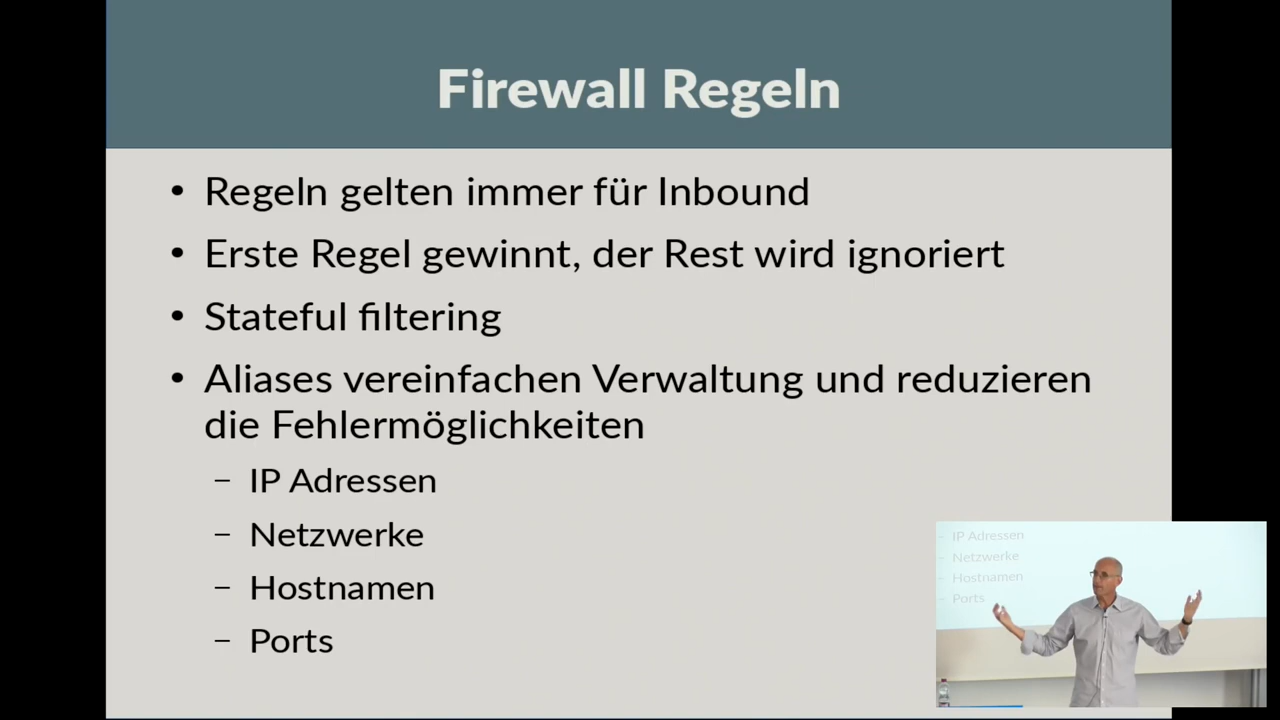 Firewall Regeln
• Regeln gelten immer für Inbound
• Erste Regel gewinnt, der Rest wird ignoriert
• Stateful filtering
• Aliases vereinfachen Verwaltung und reduzieren
die Fehlermöglichkeiten
– IP Adressen
– Netzwerke
– Hostnamen
– Ports
– IP Adressen
– Netzwerke
– Hostnamen
– Ports